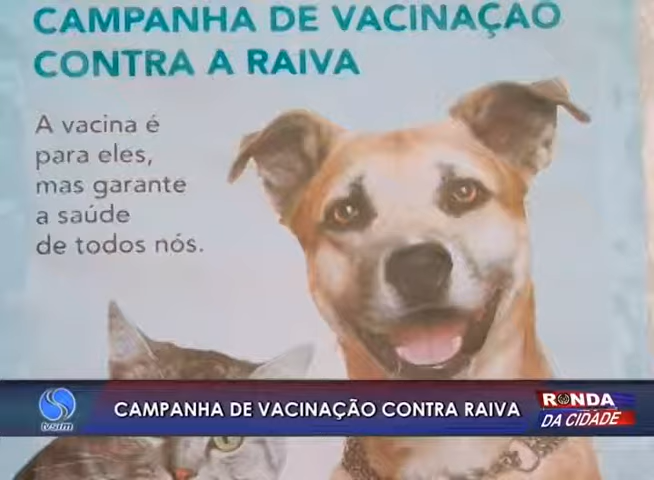 CAMPANHA DE VACINAÇÃO
CONTRA A RAIVA
A vacina é
para eles,
mas garante
a saúde
de todos nós.
CAMPANHA DE VACINAÇÃO CONTRA RAIVA
RONDA
DA CIDADE